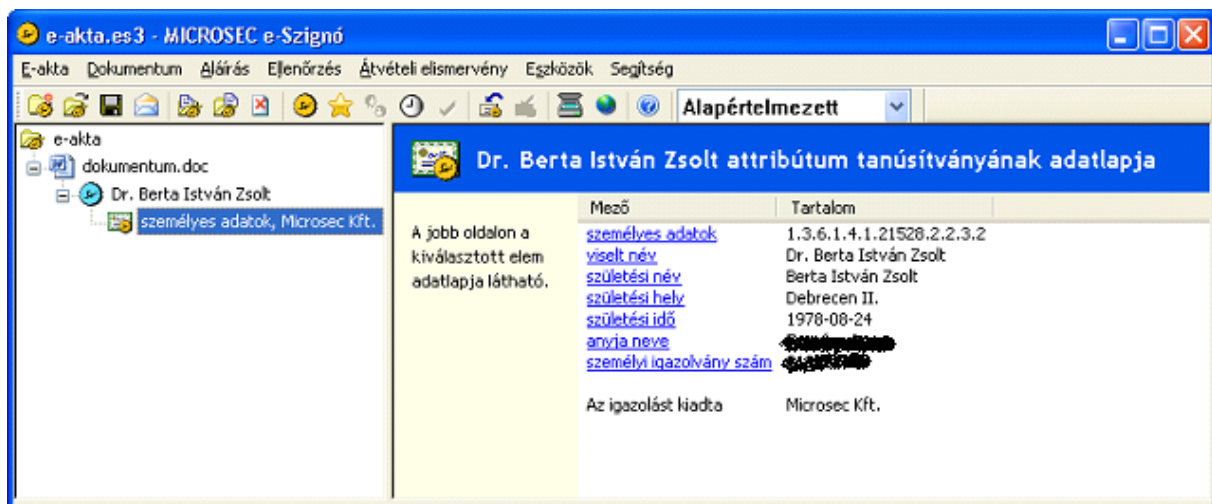 e-akta.es3 - MICROSEC e-Szignó
E-akta Dokumentum Aláírás Ellenőrzés Átvételi elismervény Eszközök Segítség
Alapértelmezett
e-akta
dokumentum.doc
Dr. Berta István Zsolt
személyes adatok, Microsec Kft.
Dr. Berta István Zsolt attribútum tanúsítványának adatlapja
A jobb oldalon a
kiválasztott elem
adatlapja látható.
Mező Tartalom
személyes adatok 1.3.6.1.4.1.21528.2.2.3.2
viselt név Dr. Berta István Zsolt
születési név Berta István Zsolt
születési hely Debrecen II.
születési idő 1978-08-24
anyja neve
személyi igazolvány szám
Az igazolást kiadta Microsec Kft.